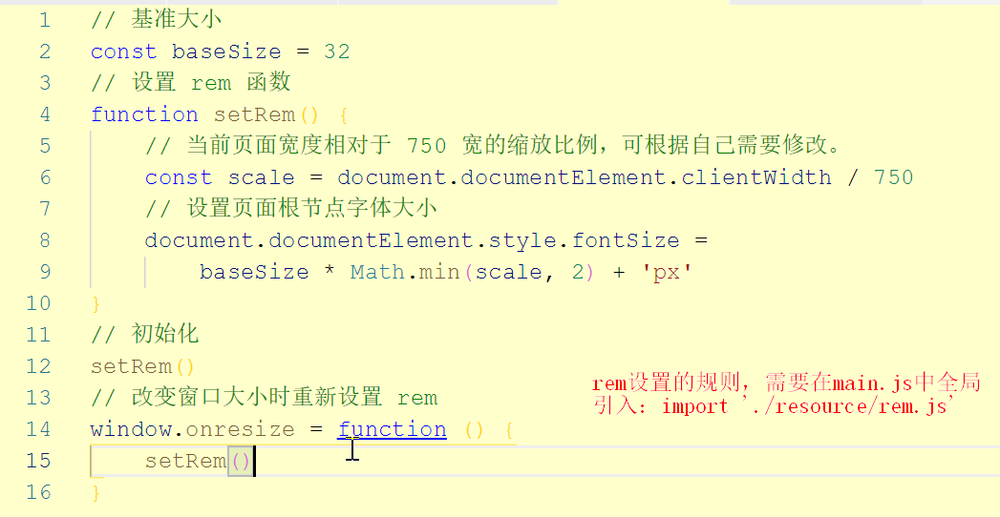 1 // 基准大小
2 const baseSize = 32
3 // 设置 rem 函数
4 function setRem() {
5 // 当前页面宽度相对于 750 宽的缩放比例，可根据自己需要修改。
6 const scale = document.documentElement.clientWidth / 750
7 // 设置页面根节点字体大小
8 document.documentElement.style.fontSize =
9 baseSize * Math.min(scale, 2) + 'px'
10 }
11 // 初始化
12 setRem()
13 // 改变窗口大小时重新设置 rem
14 window.onresize = function () {
15 setRem()
16 }
rem设置的规则，需要在main.js中全局
引入：import './resource/rem.js'